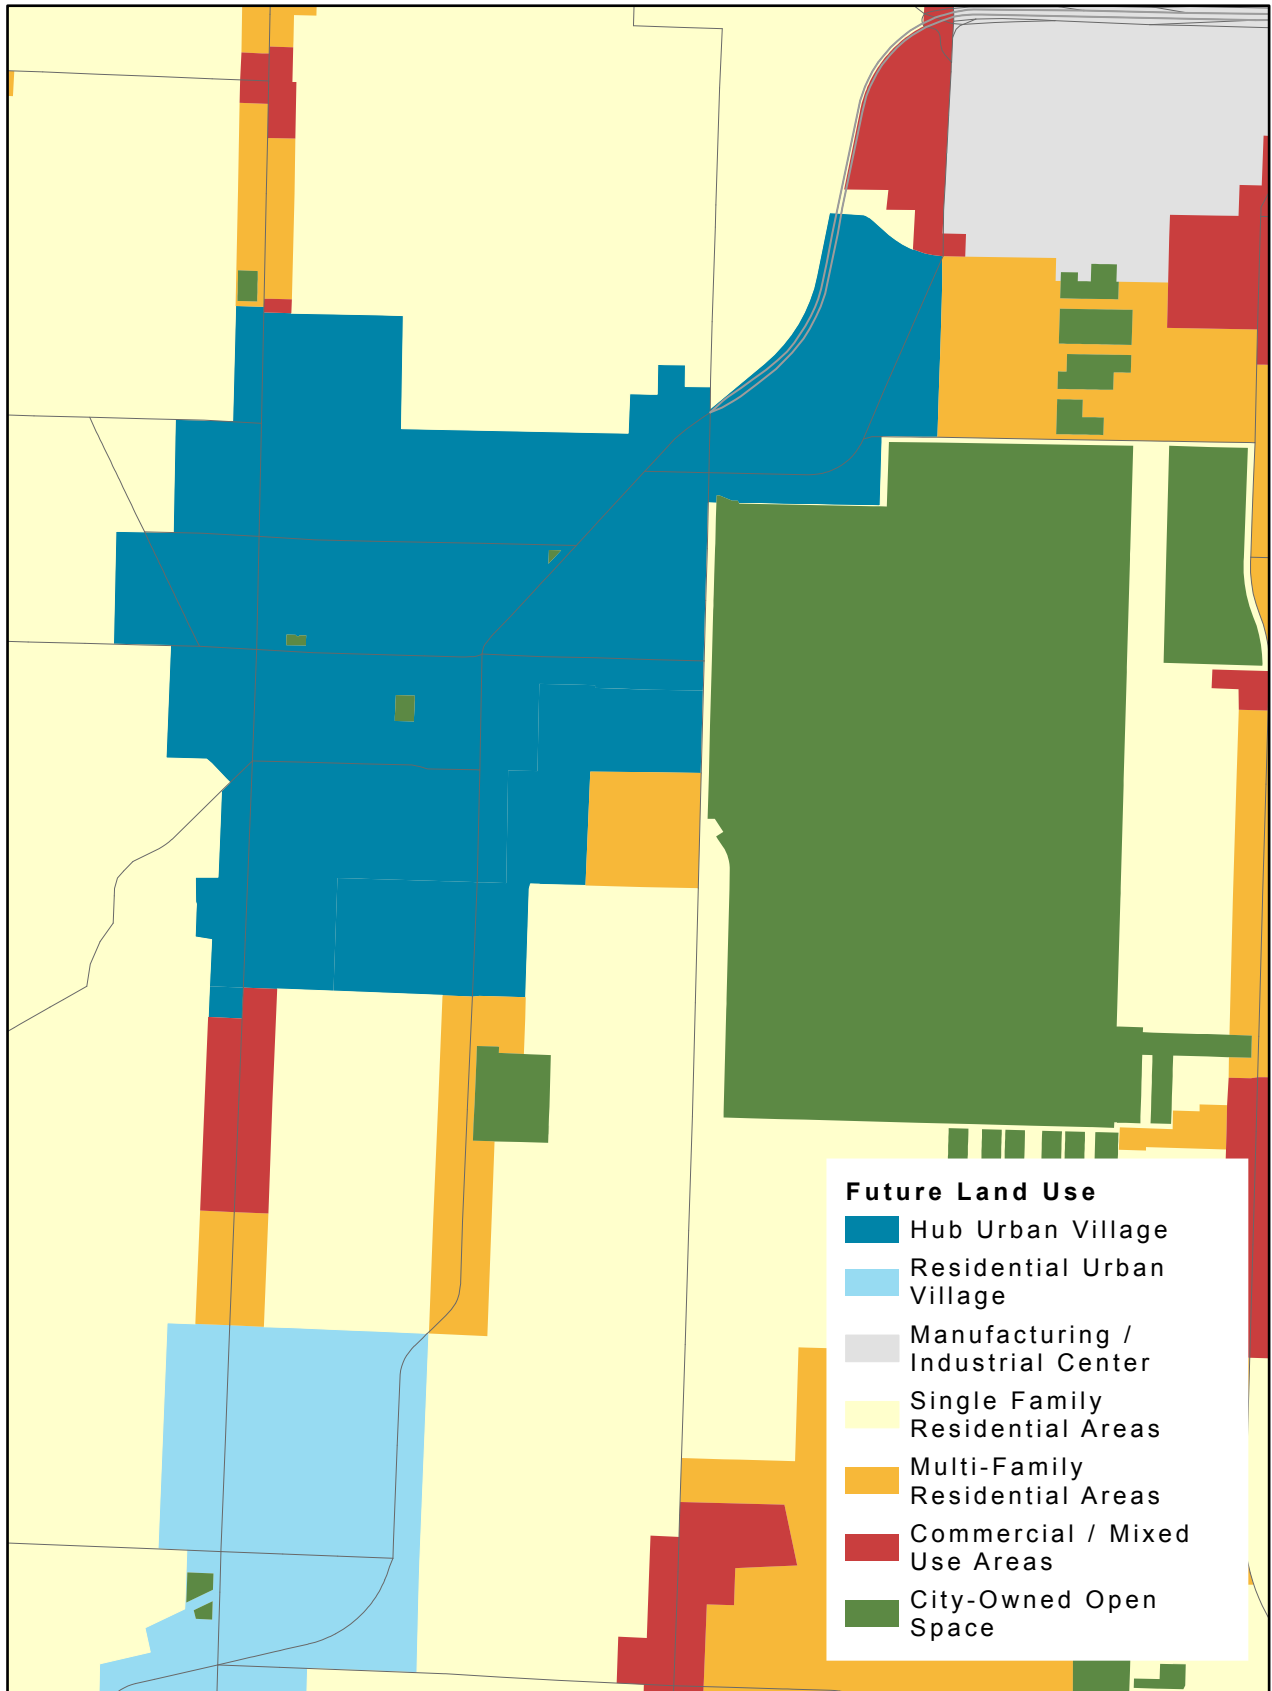 Future Land Use
Hub Urban Village
Residential Urban
Village
Manufacturing /
Industrial Center
Single Family
Residential Areas
Multi-Family
Residential Areas
Commercial / Mixed
Use Areas
City-Owned Open
Space